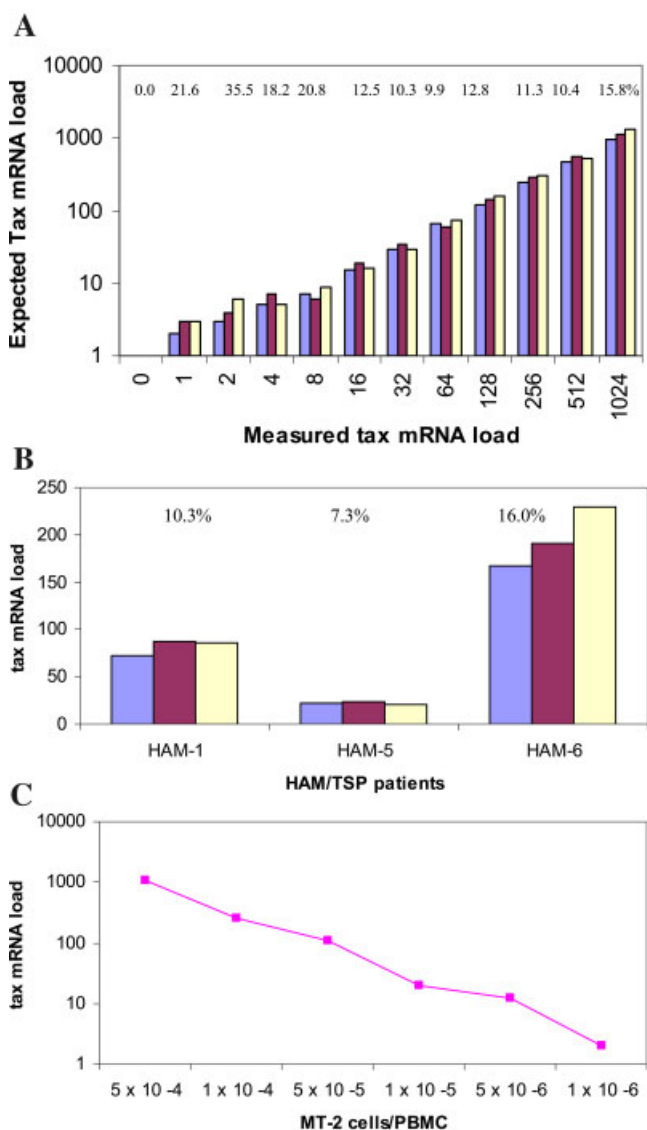 A
10000
0.0 21.6 35.5 18.2 20.8 12.5 10.3 9.9 12.8 11.3 10.4 15.8%
1000
100
10
1
Expected Tax mRNA load
0 1 2 4 8 16 32 64 128 256 512 1024
Measured tax mRNA load
B
250
10.3% 7.3% 16.0%
200
150
100
50
0
tax mRNA load
HAM-1 HAM-5 HAM-6
HAM/TSP patients
C
10000
1000
100
10
1
tax mRNA load
5 x 10 -4 1 x 10 -4 5 x 10 -5 1 x 10 -5 5 x 10 -6 1 x 10 -6
MT-2 cells/PBMC